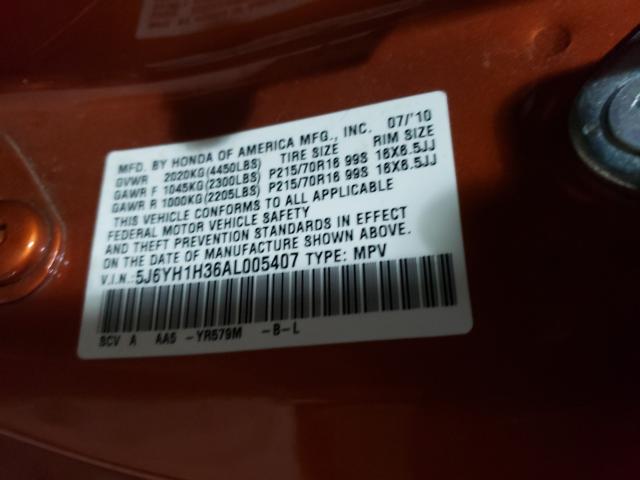 MFD. BY HONDA OF AMERICA MFG., INC. 07/'10
GVWR 2020KG(4450LBS) TIRE SIZE RIM SIZE
GAWR F 1045KG(2300LBS) P215/70R16 99S 16X6.5JJ
GAWR R 1000KG(2205LBS) P215/70R16 99S 16X6.5JJ
THIS VEHICLE CONFORMS TO ALL APPLICABLE
FEDERAL MOTOR VEHICLE SAFETY
AND THEFT PREVENTION STANDARDS IN EFFECT
ON THE DATE OF MANUFACTURE SHOWN ABOVE.
V.I.N.: 5J6YH1H36AL005407 TYPE: MPV
SCV A AA5 -YR579M -B-L